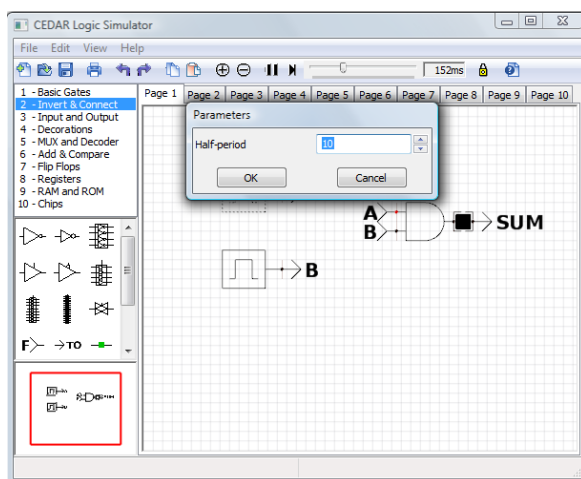 CEDAR Logic Simulator
File Edit View Help
152ms
1 - Basic Gates
2 - Invert & Connect
3 - Input and Output
4 - Decorations
5 - MUX and Decoder
6 - Add & Compare
7 - Flip Flops
8 - Registers
9 - RAM and ROM
10 - Chips
Page 1 Page 2 Page 3 Page 4 Page 5 Page 6 Page 7 Page 8 Page 9 Page 10
Parameters
Half-period 10
OK Cancel
A
B
SUM
B
F
TO